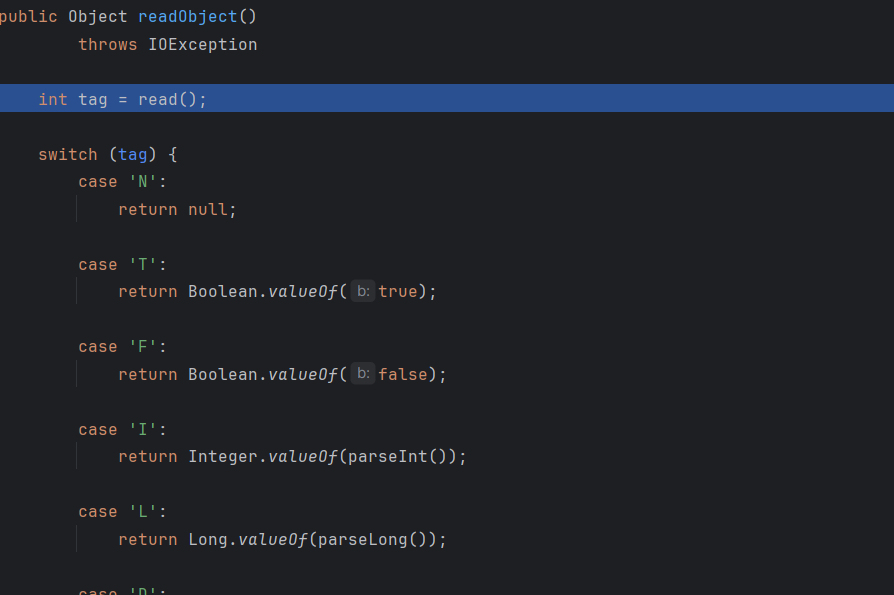 public Object readObject()
throws IOException
int tag = read();
switch (tag) {
case 'N':
return null;
case 'T':
return Boolean.valueOf( b: true);
case 'F':
return Boolean.valueOf( b: false);
case 'I':
return Integer.valueOf(parseInt());
case 'L':
return Long.valueOf(parseLong());
case